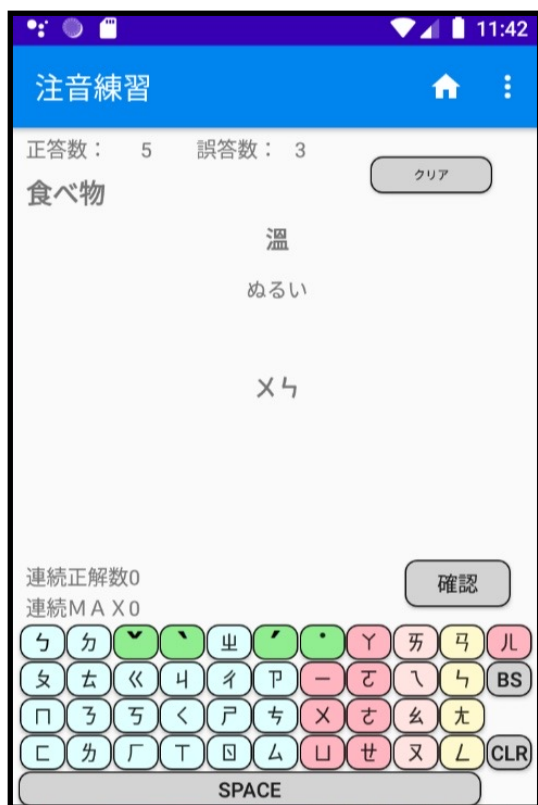 11:42
注音練習
正答数： 5 誤答数： 3
クリア
食べ物
溫
ぬるい
ㄨㄣ
連続正解数0
確認
連続ＭＡＸ0
ㄅ ㄉ ˇ ˋ ㄓ ˊ ˙ ㄚ ㄞ ㄢ ㄦ
ㄆ ㄊ ㄍ ㄐ ㄔ ㄗ ㄧ ㄛ ㄟ ㄣ BS
ㄇ ㄋ ㄎ ㄑ ㄕ ㄘ ㄨ ㄜ ㄠ ㄤ
ㄈ ㄌ ㄏ ㄒ ㄖ ㄙ ㄩ ㄝ ㄡ ㄥ CLR
SPACE